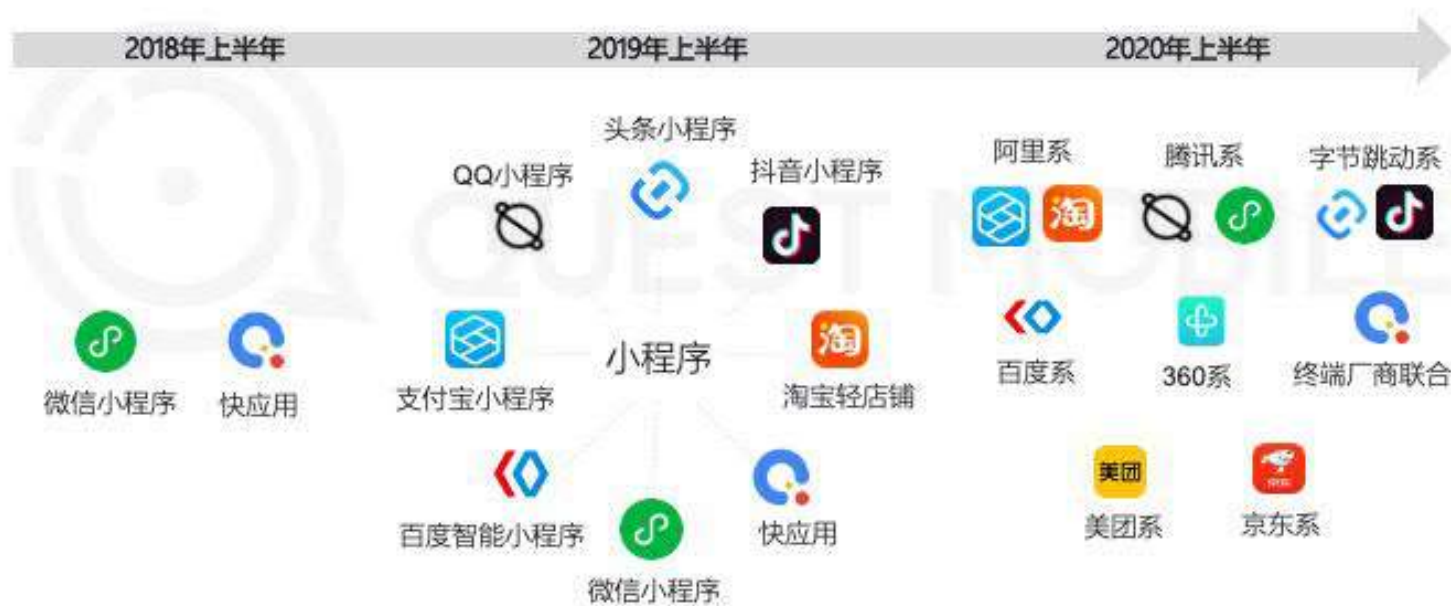 2018年上半年
2019年上半年
2020年上半年
微信小程序
快应用
头条小程序
QQ小程序
抖音小程序
支付宝小程序
小程序
淘
淘宝轻店铺
百度智能小程序
快应用
微信小程序
阿里系
腾讯系
字节跳动系
淘
百度系
360系
终端厂商联合
美团
美团系
京东
京东系
QUEST MOBILE